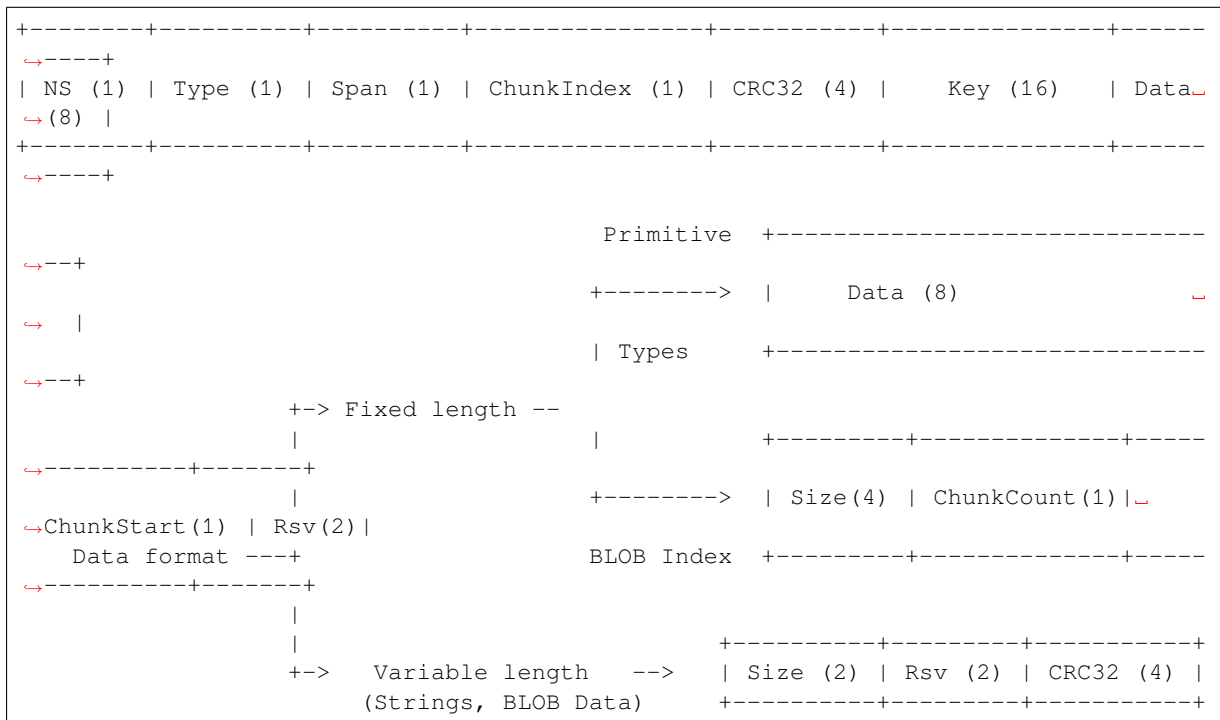 +--------+----------+----------+----------------+-----------+---------------+------
↪----+
| NS (1) | Type (1) | Span (1) | ChunkIndex (1) | CRC32 (4) |    Key (16)   | Data␣
↪(8) |
+--------+----------+----------+----------------+-----------+---------------+------
↪----+
                                         Primitive  +------------------------------
↪--+
                                        +-------->  |     Data (8)                ␣
↪  |
                                        | Types     +------------------------------
↪--+
                   +-> Fixed length --
                   |                    |           +---------+--------------+-----
↪----------+-------+
                   |                    +-------->  | Size(4) | ChunkCount(1)|␣
↪ChunkStart(1) | Rsv(2)|
    Data format ---+                    BLOB Index  +---------+--------------+-----
↪----------+-------+
                   |
                   |                             +----------+---------+-----------+
                   +->   Variable length   -->   | Size (2) | Rsv (2) | CRC32 (4) |
                        (Strings, BLOB Data)     +----------+---------+-----------+